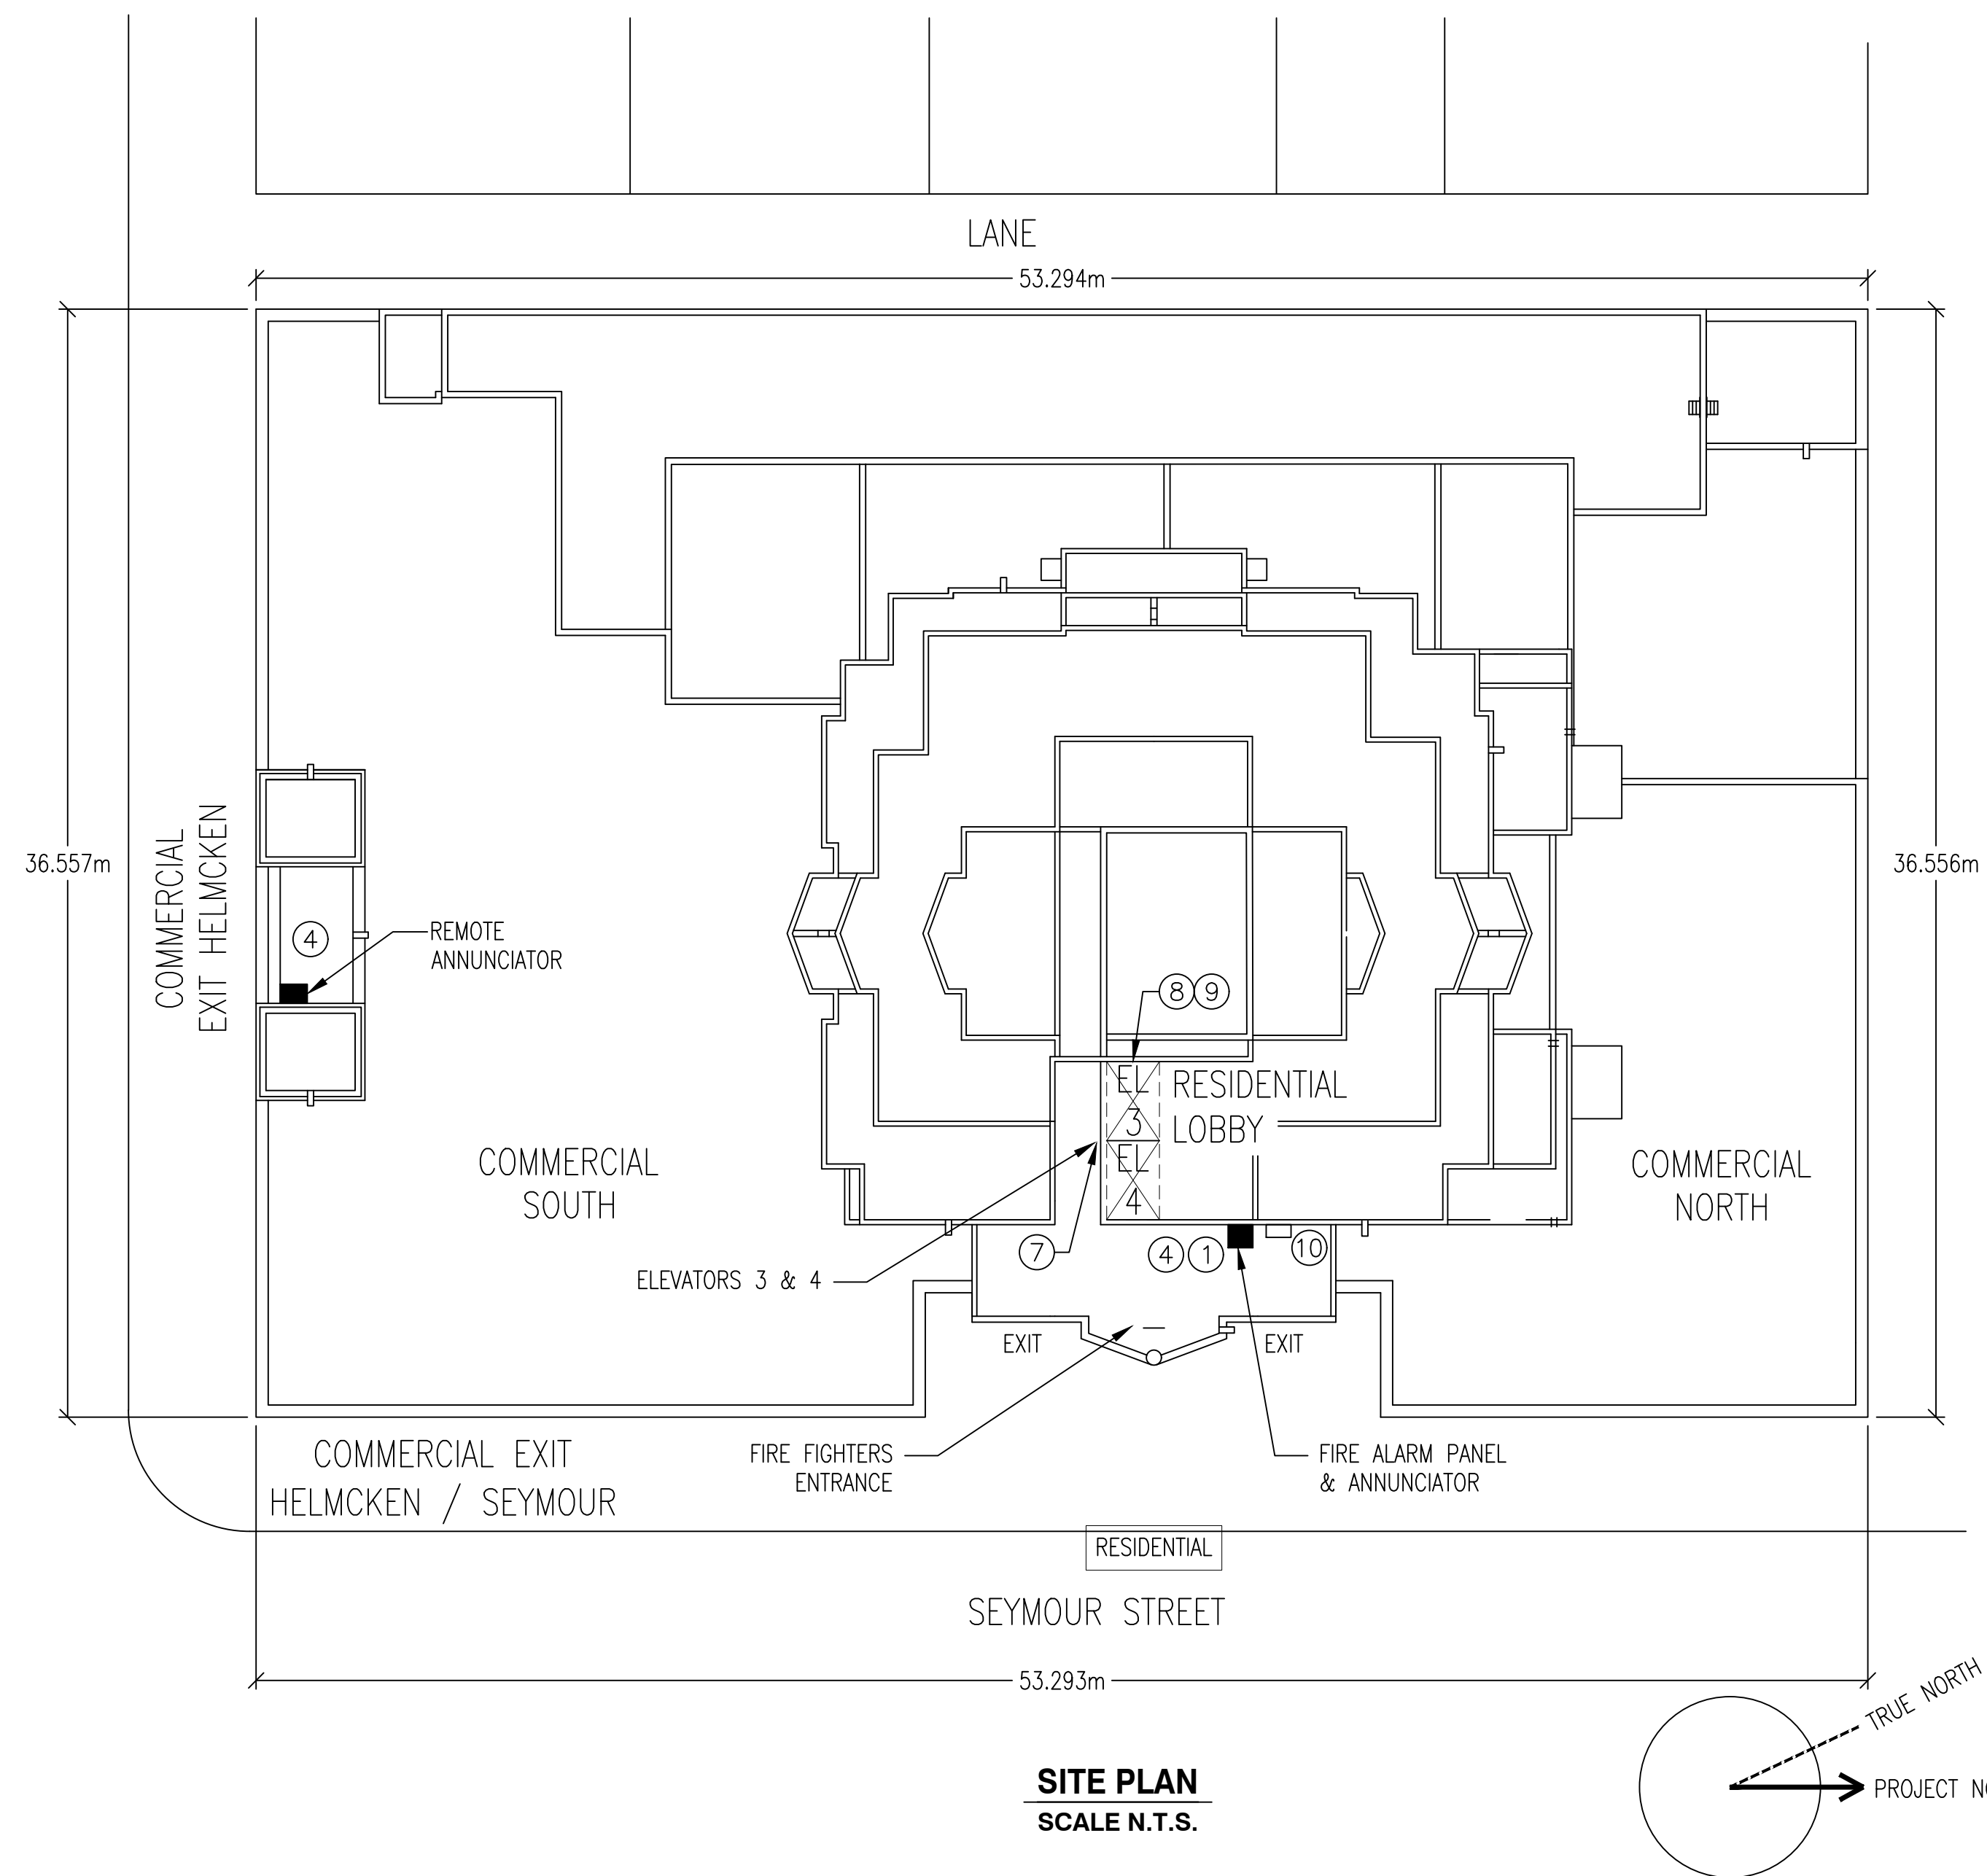 LANE
53.294m
36.557m
36.556m
COMMERCIAL
EXIT HELMCKEN
4
REMOTE
ANNUNCIATOR
8 9
EL
3
EL
4
RESIDENTIAL
LOBBY
COMMERCIAL
SOUTH
COMMERCIAL
NORTH
7
4 1
10
ELEVATORS 3 & 4
EXIT
EXIT
FIRE FIGHTERS
ENTRANCE
FIRE ALARM PANEL
& ANNUNCIATOR
COMMERCIAL EXIT
HELMCKEN / SEYMOUR
RESIDENTIAL
SEYMOUR STREET
53.293m
TRUE NORTH
PROJECT
SITE PLAN
SCALE N.T.S.